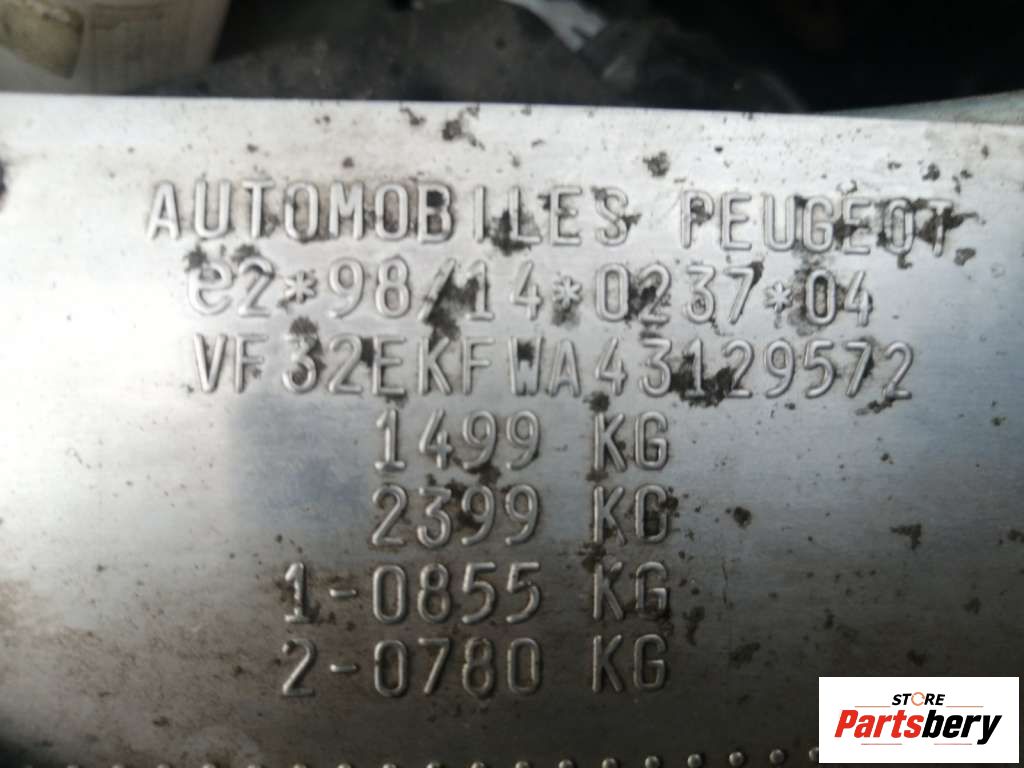 AUTOMOBILES PEUGEOT
e2*98/14*0237*04
VF32EKFWA43129572
1499 KG
2399 KG
1-0855 KG
2-0780 KG
STORE
Partsbery